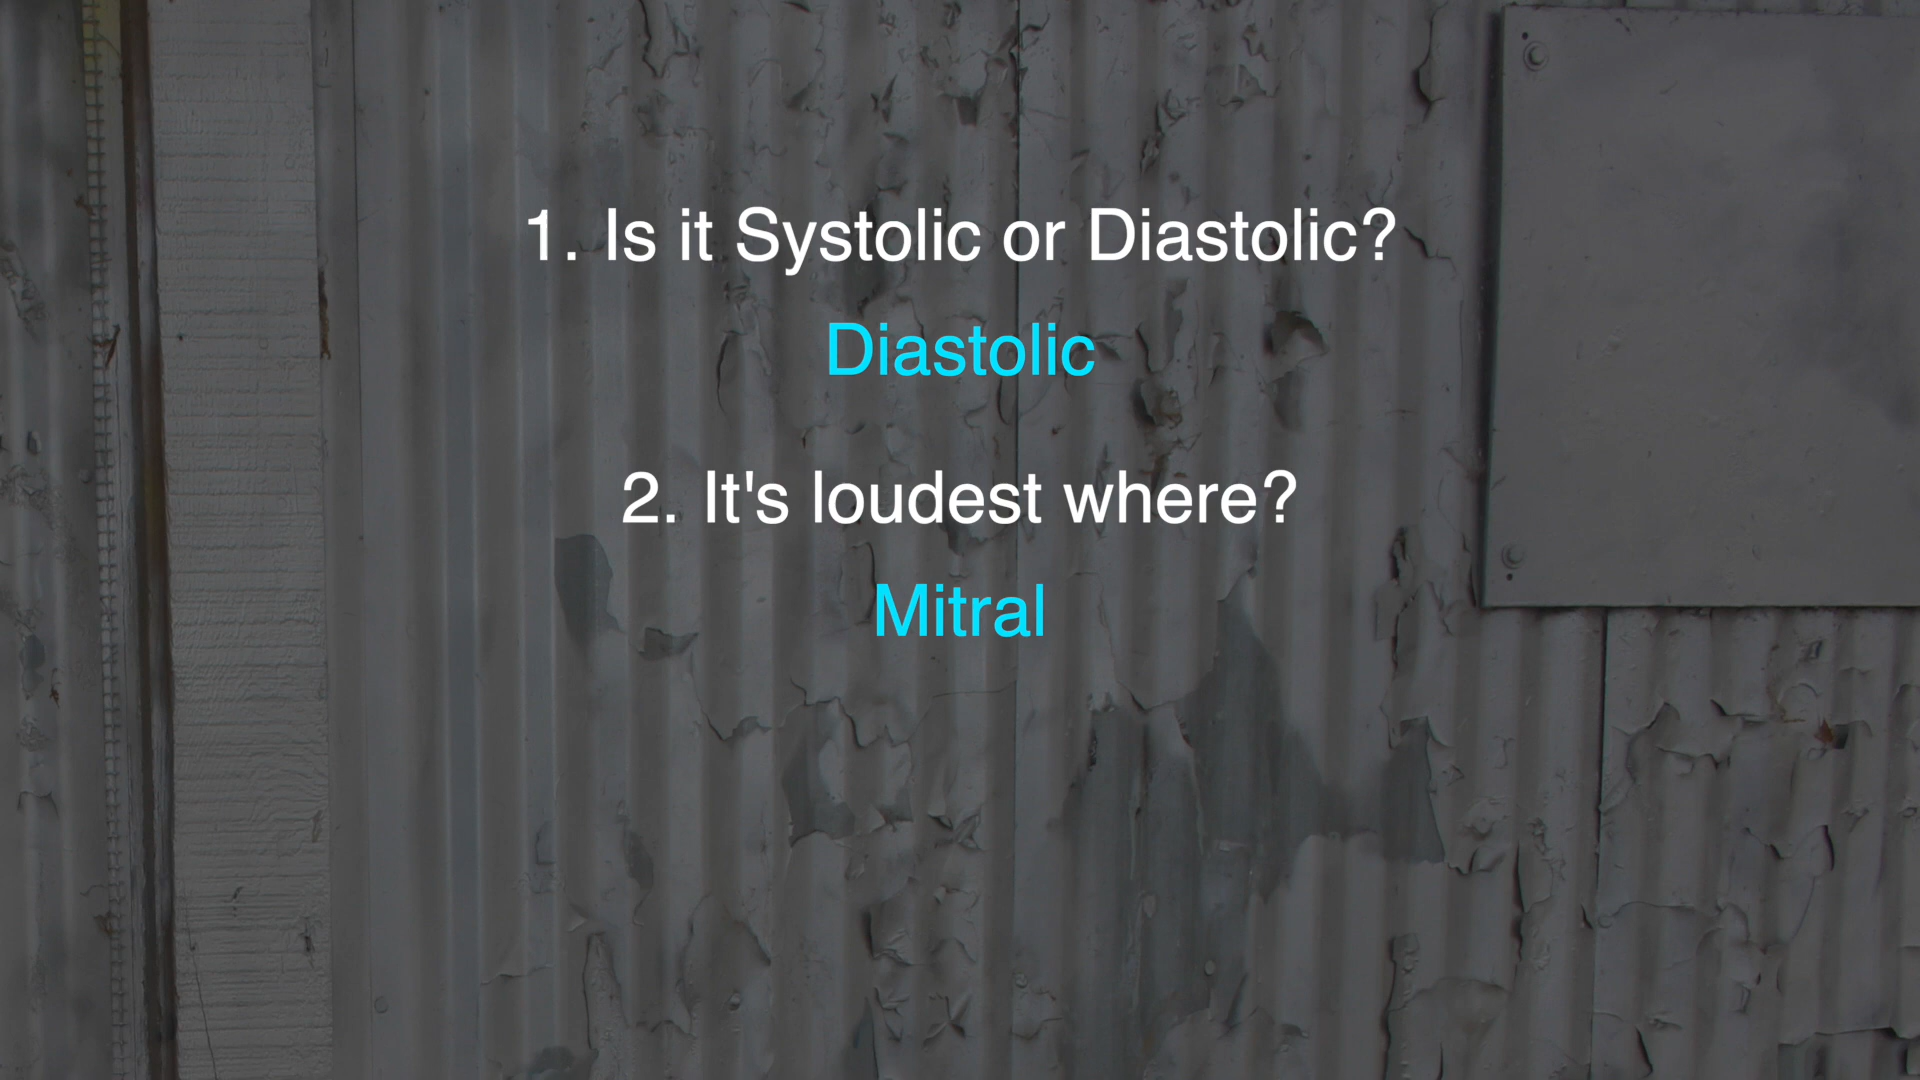 1. Is it Systolic or Diastolic?
Diastolic
2. It's loudest where?
Mitral